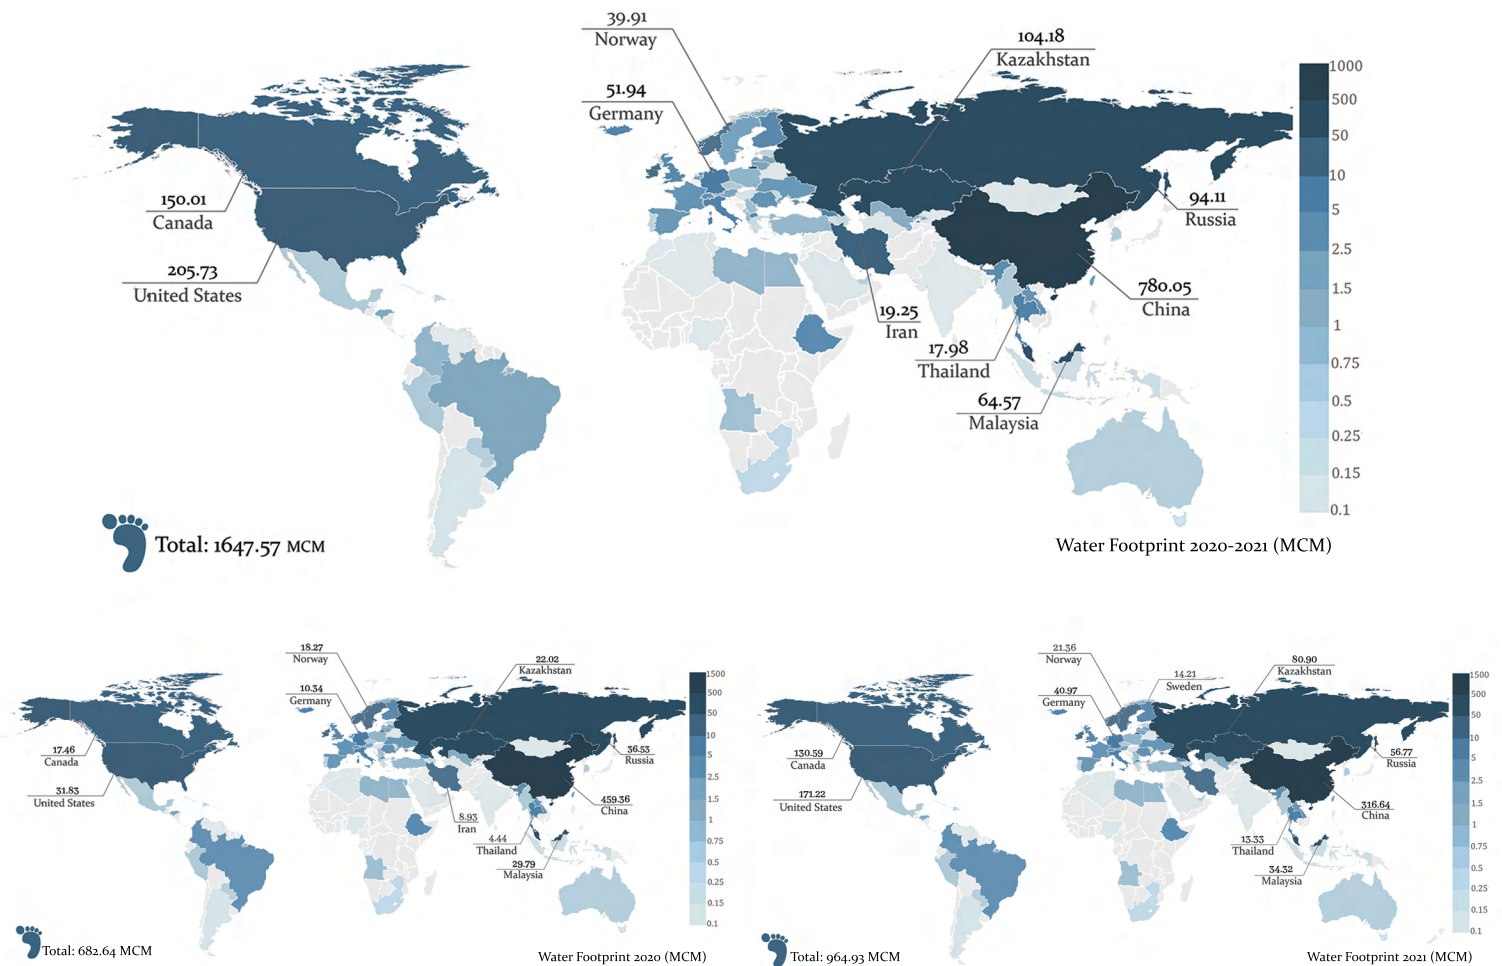 39.91
Norway
104.18
Kazakhstan
51.94
Germany
150.01
Canada
94.11
Russia
205.73
United States
780.05
China
19.25
Iran
17.98
Thailand
64.57
Malaysia
1000
500
50
10
5
2.5
1.5
1
0.75
0.5
0.25
0.15
0.1
Total: 1647.57 MCM
Water Footprint 2020-2021 (MCM)
18.27
Norway
22.02
Kazakhstan
10.34
Germany
17.46
Canada
36.53
Russia
31.83
United States
459.36
China
8.93
Iran
4.44
Thailand
29.79
Malaysia
1500
500
50
10
5
2.5
1.5
1
0.75
0.5
0.25
0.15
0.1
Total: 682.64 MCM
Water Footprint 2020 (MCM)
21.36
Norway
14.21
Sweden
80.90
Kazakhstan
40.97
Germany
130.59
Canada
56.77
Russia
171.22
United States
316.64
China
13.33
Thailand
34.32
Malaysia
1500
500
50
10
5
2.5
1.5
1
0.75
0.5
0.25
0.15
0.1
Total: 964.93 MCM
Water Footprint 2021 (MCM)